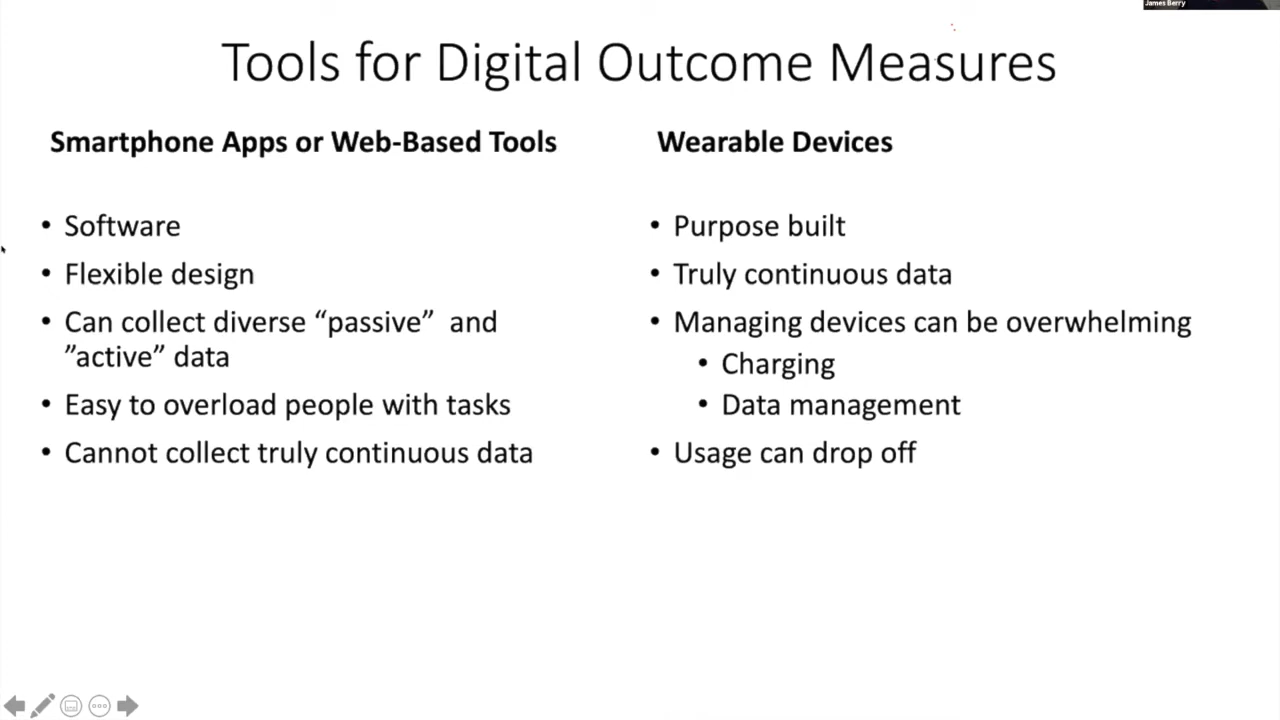 James Berry
Tools for Digital Outcome Measures
Smartphone Apps or Web-Based Tools
• Software
• Flexible design
• Can collect diverse “passive”  and
”active” data
• Easy to overload people with tasks
• Cannot collect truly continuous data
Wearable Devices
• Purpose built
• Truly continuous data
• Managing devices can be overwhelming
• Charging
• Data management
• Usage can drop off